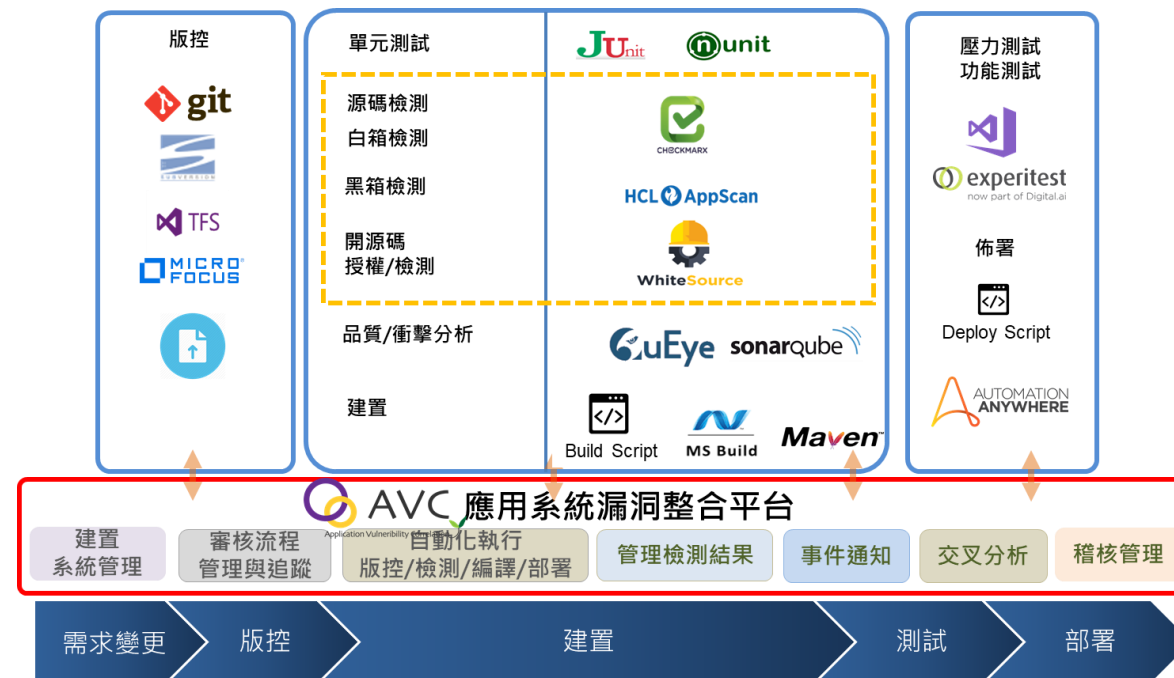 版控
git
SUBVERSION
TFS
MICRO
FOCUS
單元測試
JUnit
nunit
源碼檢測
白箱檢測
CHECKMARX
黑箱檢測
HCL AppScan
開源碼
授權/檢測
WhiteSource
品質/衝擊分析
GuEye
sonarqube
建置
</>
Build Script
MS Build
Maven™
壓力測試
功能測試
experitest
now part of Digital.ai
佈署
</>
Deploy Script
AUTOMATION
ANYWHERE
AVC 應用系統漏洞整合平台
Application Vulneribility
建置
系統管理
審核流程
管理與追蹤
自動化執行
版控/檢測/編譯/部署
管理檢測結果
事件通知
交叉分析
稽核管理
需求變更
版控
建置
測試
部署